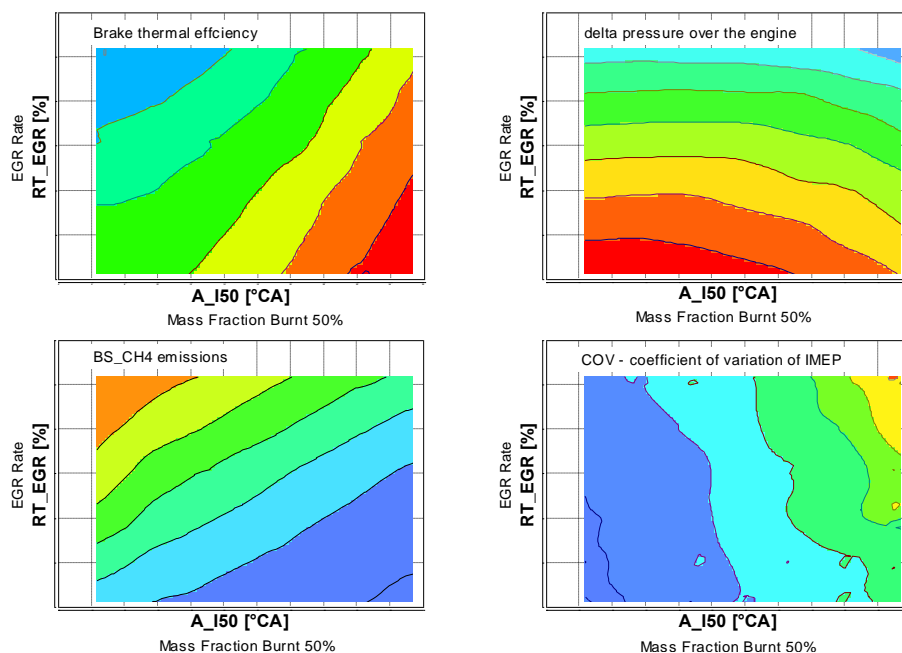 Brake thermal effciency
EGR Rate
RT_EGR [%]
A_I50 [°CA]
Mass Fraction Burnt 50%
delta pressure over the engine
EGR Rate
RT_EGR [%]
A_I50 [°CA]
Mass Fraction Burnt 50%
BS_CH4 emissions
EGR Rate
RT_EGR [%]
A_I50 [°CA]
Mass Fraction Burnt 50%
COV - coefficient of variation of IMEP
EGR Rate
RT_EGR [%]
A_I50 [°CA]
Mass Fraction Burnt 50%